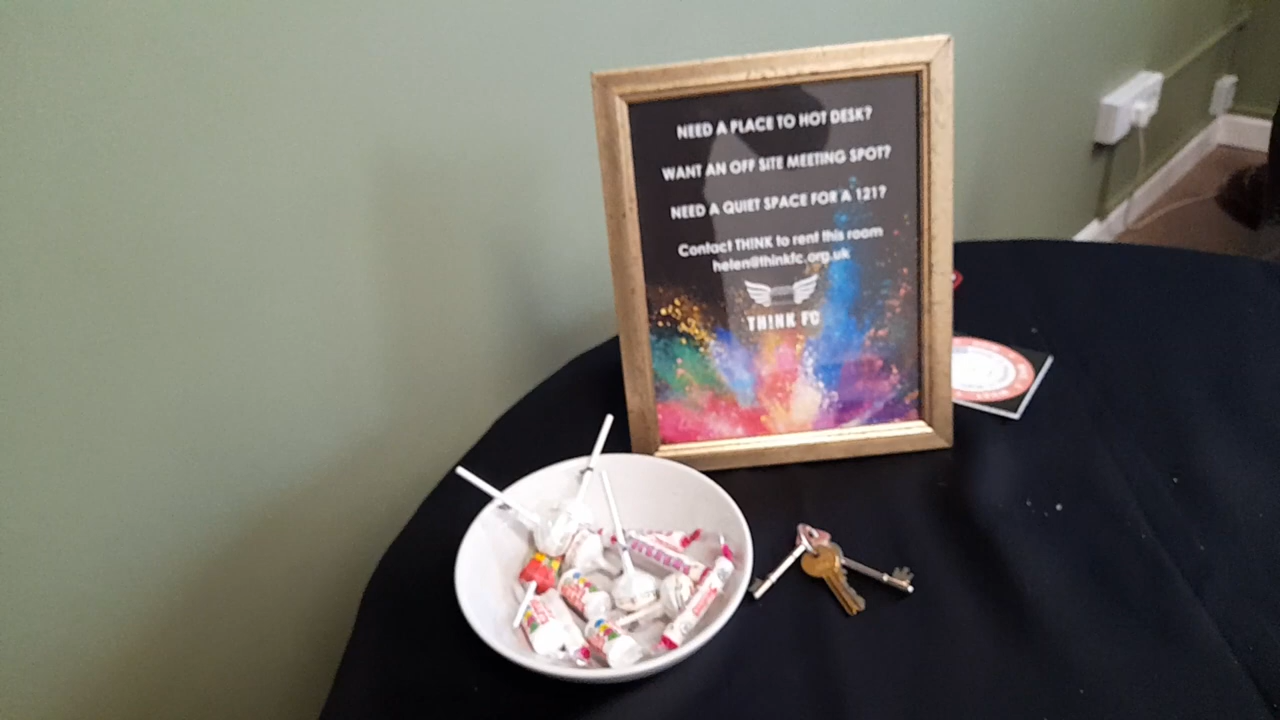 NEED A PLACE TO HOT DESK?
WANT AN OFF SITE MEETING SPOT?
NEED A QUIET SPACE FOR A 121?
Contact THINK to rent this room
helen@thinkfc.org.uk
THINK FC